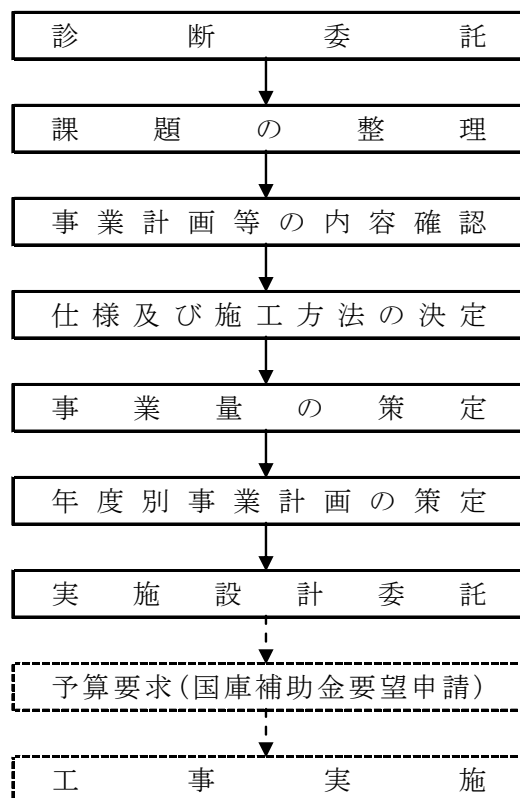 診断委託
課題の整理
事業計画等の内容確認
仕様及び施工方法の決定
事業量の策定
年度別事業計画の策定
実施設計委託
予算要求(国庫補助金要望申請)
工事実施